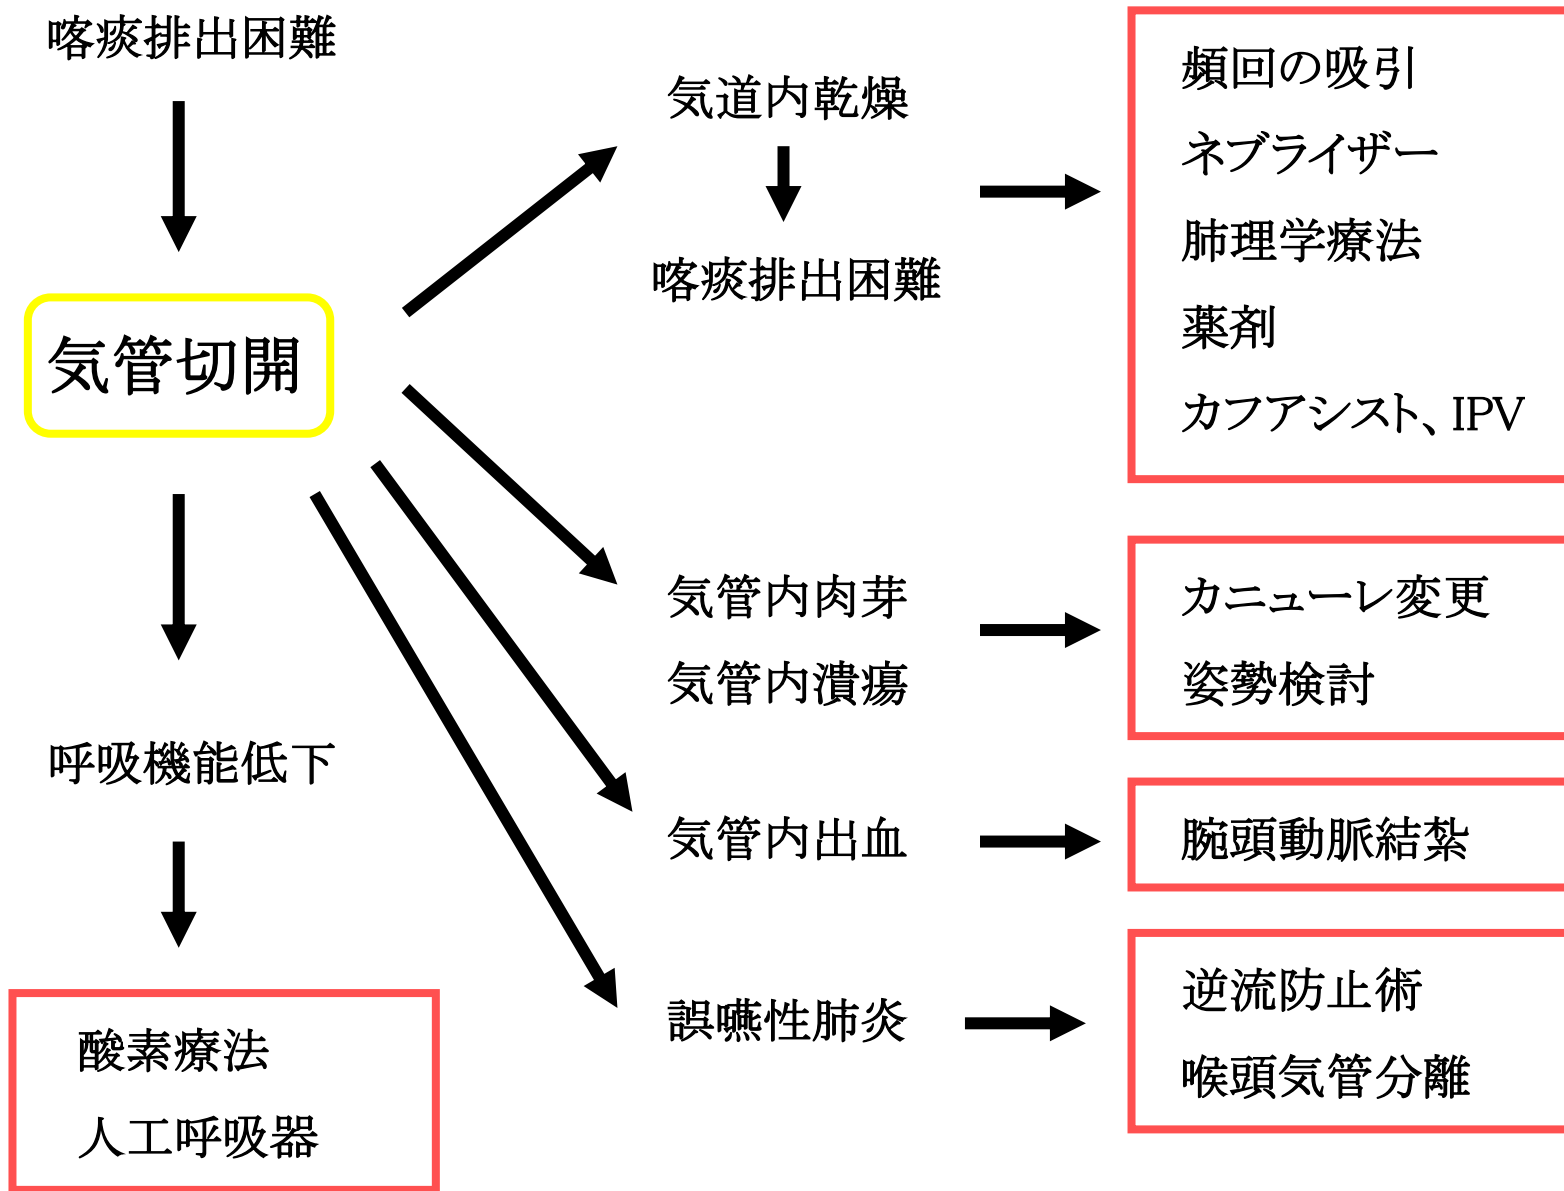 喀痰排出困難
気管切開
呼吸機能低下
酸素療法
人工呼吸器
気道内乾燥
喀痰排出困難
気管内肉芽
気管内潰瘍
気管内出血
誤嚥性肺炎
頻回の吸引
ネブライザー
肺理学療法
薬剤
カフアシスト、IPV
カニューレ変更
姿勢検討
腕頭動脈結紮
逆流防止術
喉頭気管分離